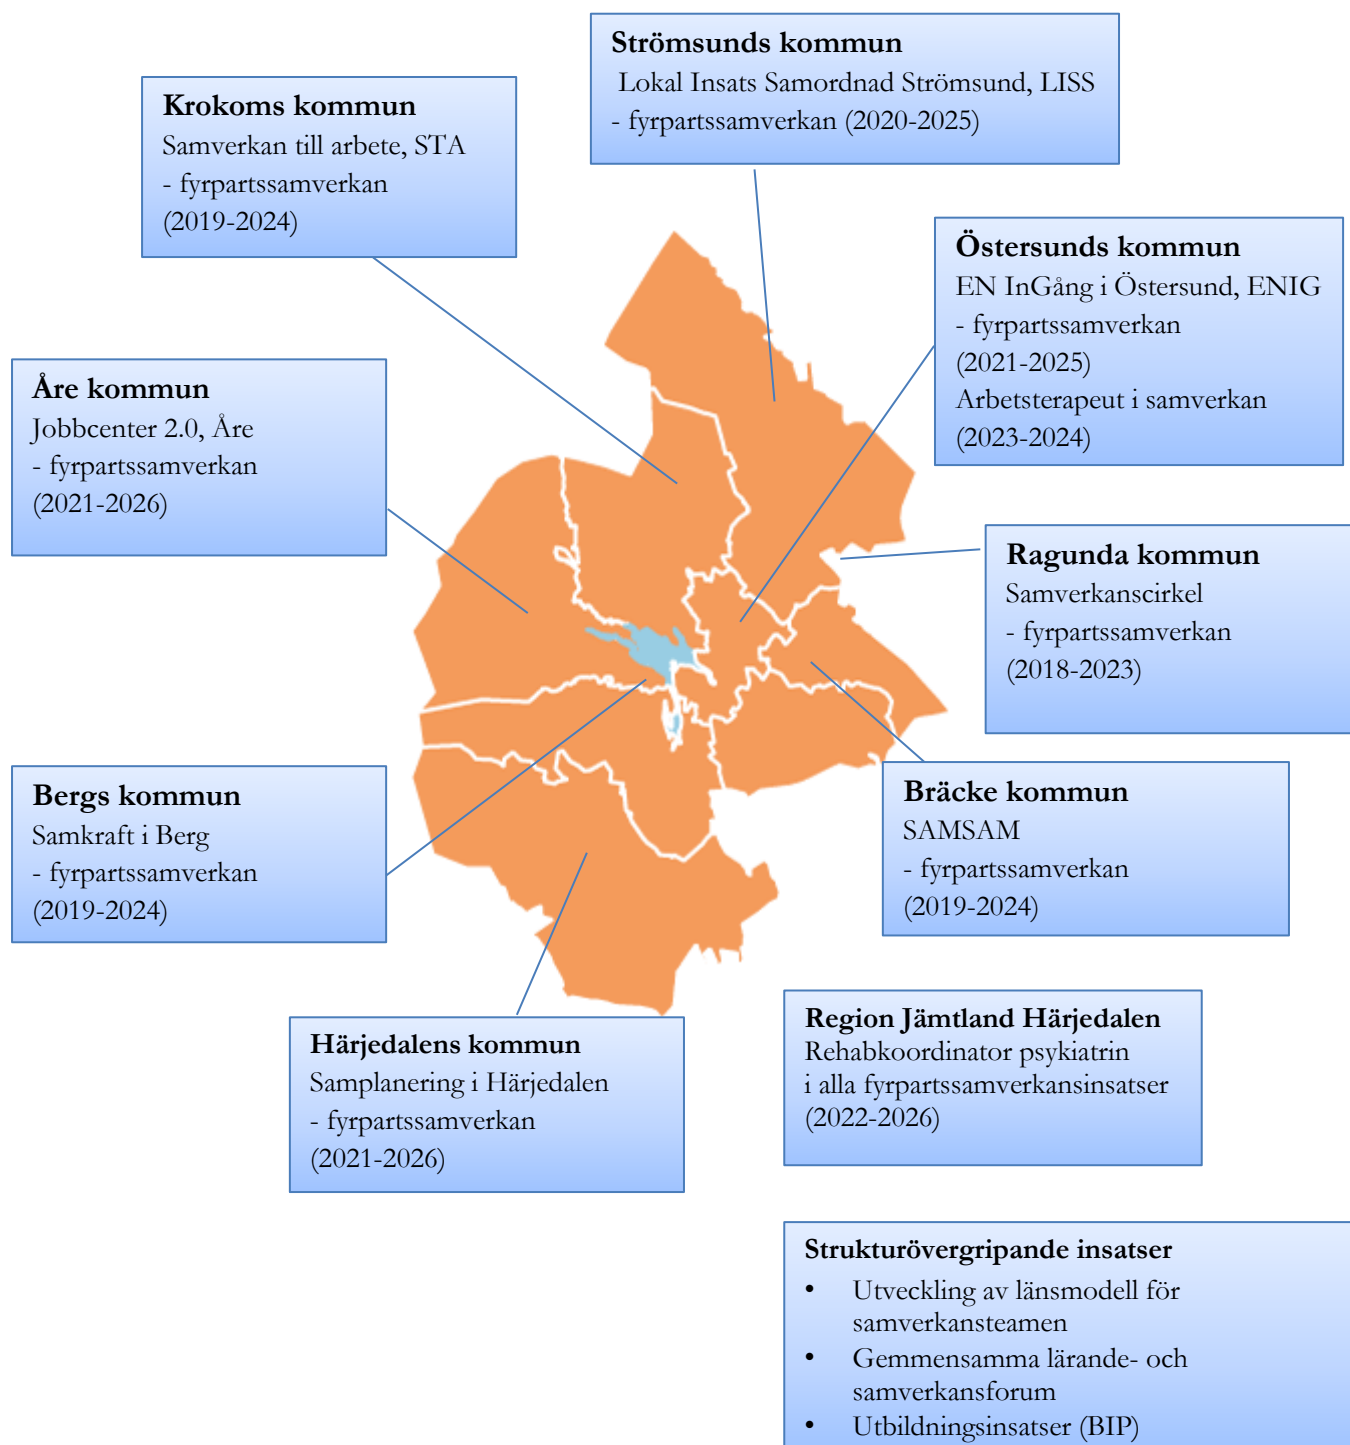 Strömsunds kommun
Lokal Insats Samordnad Strömsund, LISS
- fyrpartssamverkan (2020-2025)
Krokoms kommun
Samverkan till arbete, STA
- fyrpartssamverkan
(2019-2024)
Östersunds kommun
EN InGång i Östersund, ENIG
- fyrpartssamverkan
(2021-2025)
Arbetsterapeut i samverkan
(2023-2024)
Åre kommun
Jobbcenter 2.0, Åre
- fyrpartssamverkan
(2021-2026)
Ragunda kommun
Samverkanscirkel
- fyrpartssamverkan
(2018-2023)
Bergs kommun
Samkraft i Berg
- fyrpartssamverkan
(2019-2024)
Bräcke kommun
SAMSAM
- fyrpartssamverkan
(2019-2024)
Härjedalens kommun
Samplanering i Härjedalen
- fyrpartssamverkan
(2021-2026)
Region Jämtland Härjedalen
Rehabkoordinator psykiatrin
i alla fyrpartssamverkansinsatser
(2022-2026)
Strukturövergripande insatser
• Utveckling av länsmodell för
samverkansteamen
• Gemmensamma lärande- och
samverkansforum
• Utbildningsinsatser (BIP)